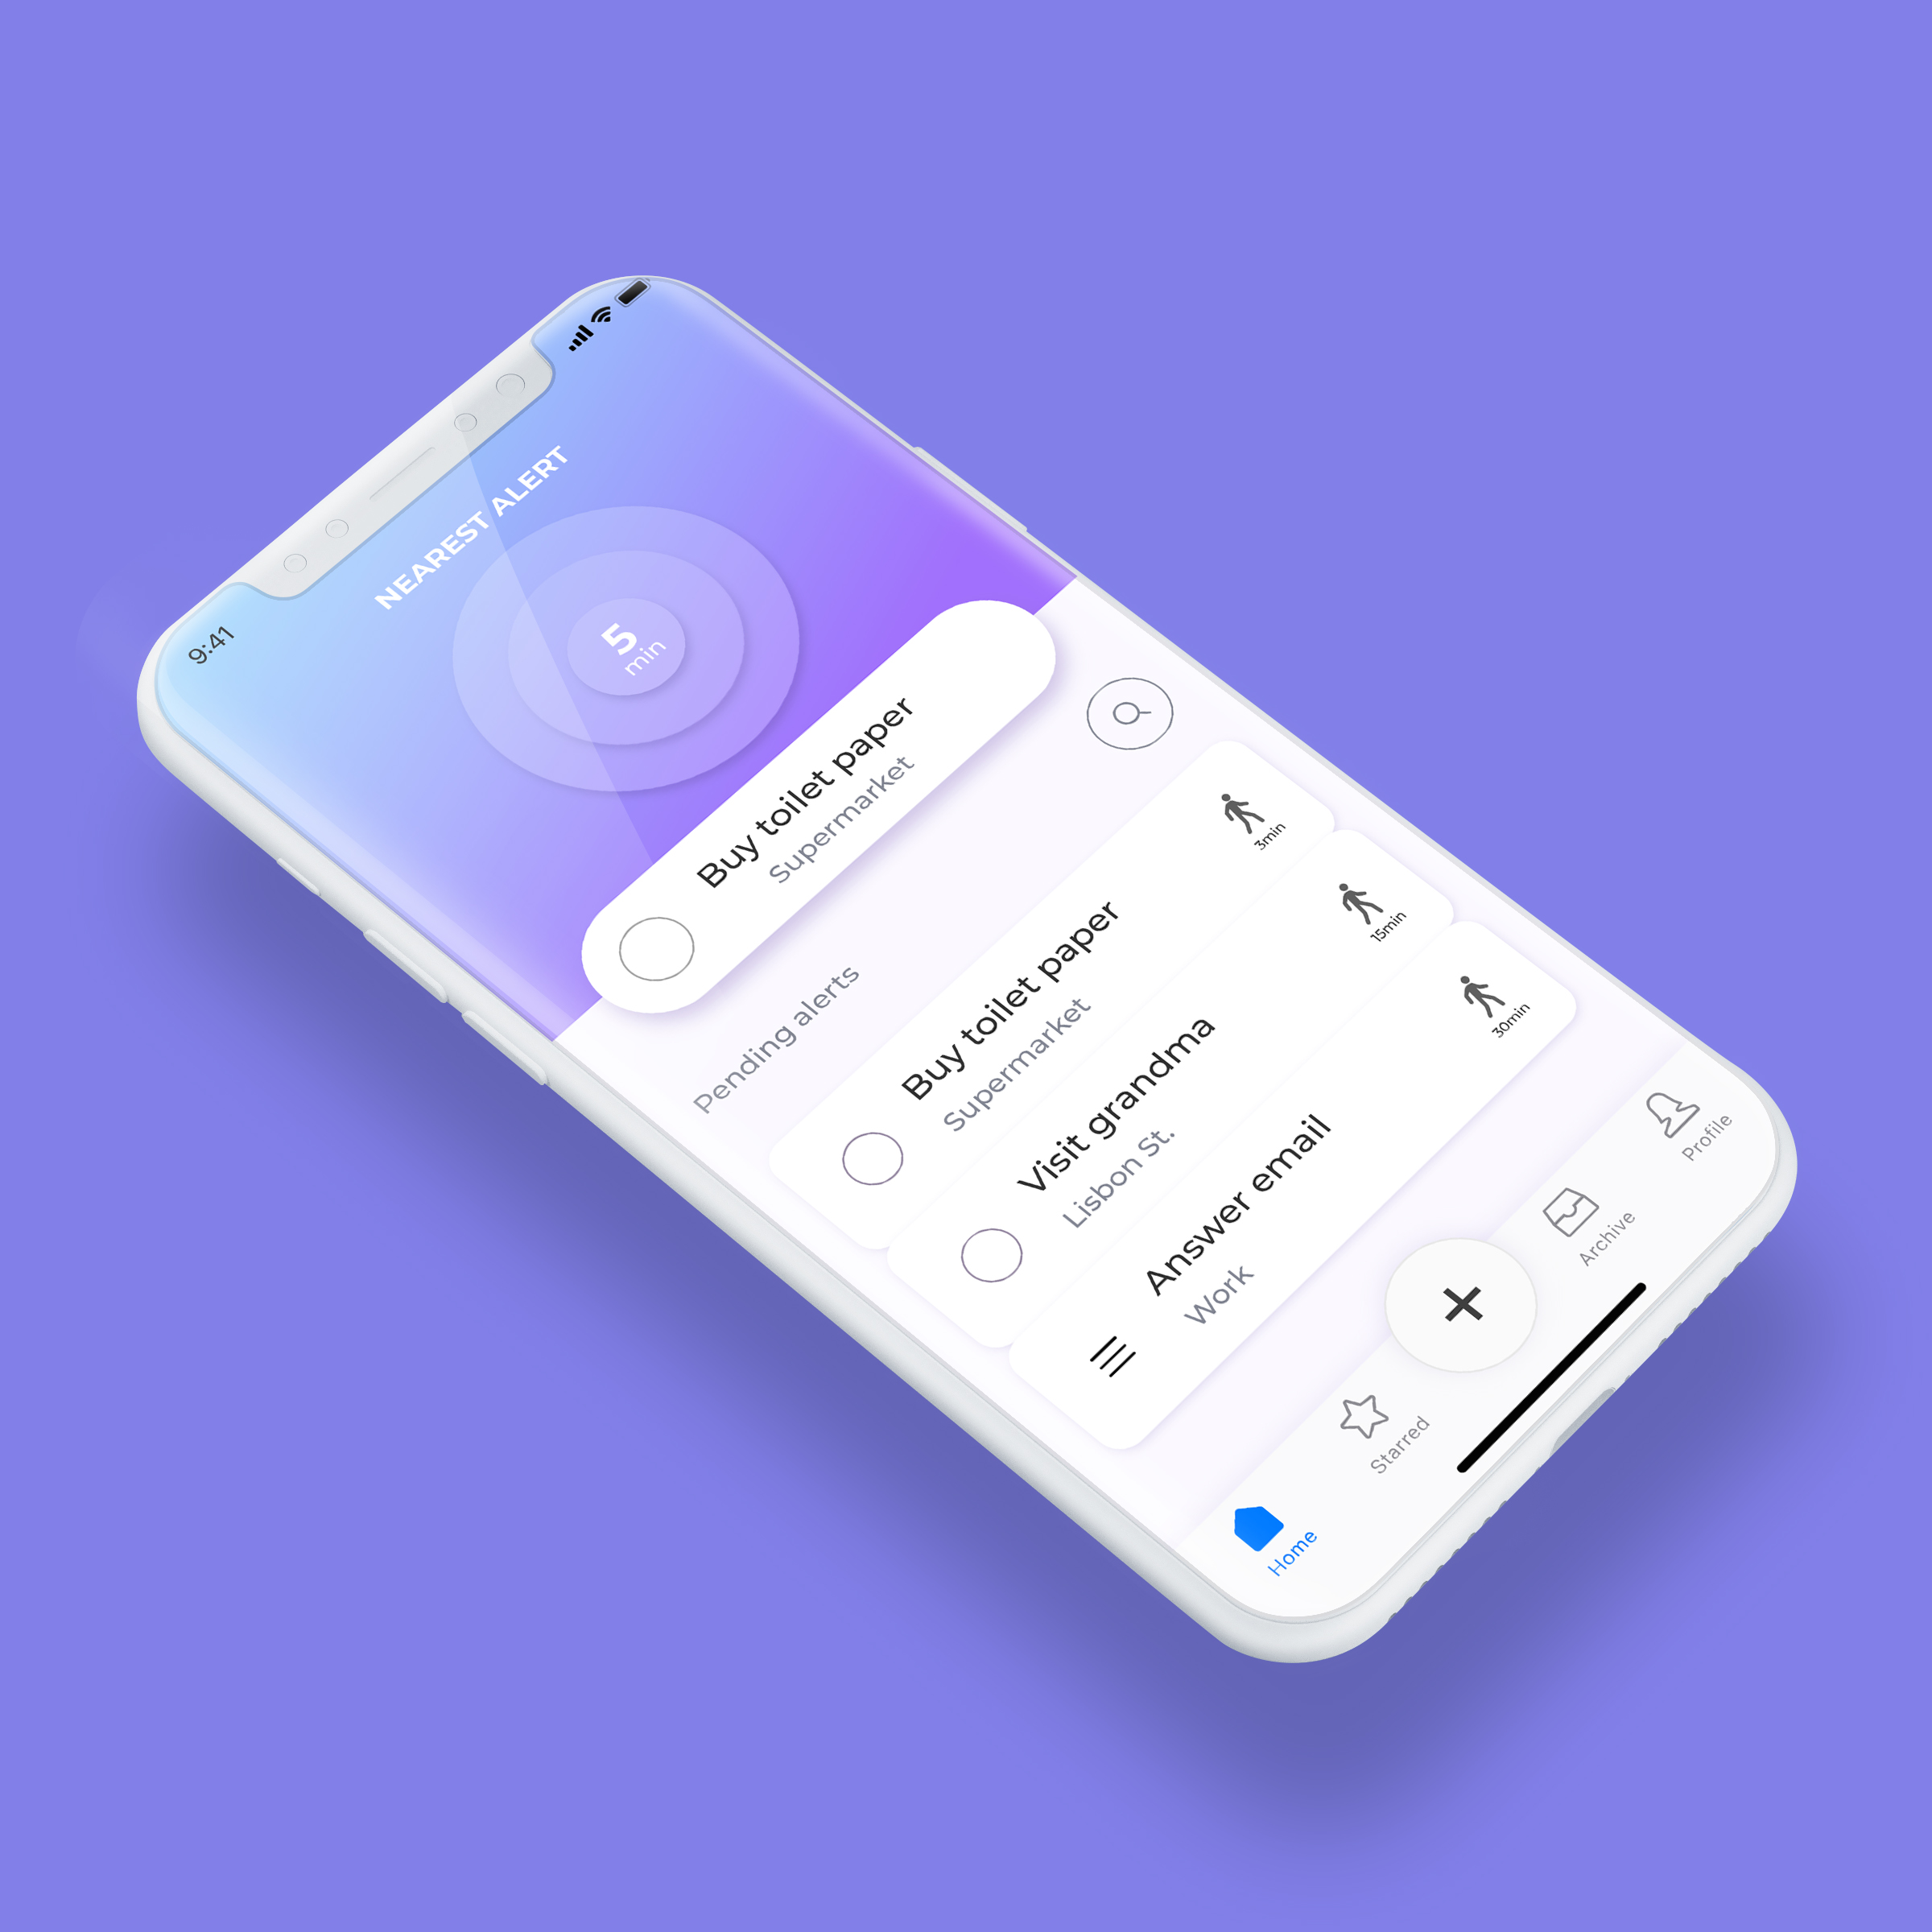 9:41
NEAREST ALERT
5
min
Buy toilet paper
Supermarket
Pending alerts
Buy toilet paper
Supermarket
3min
Visit grandma
Lisbon St.
15min
Answer email
Work
30min
Home
Starred
Archive
Profile